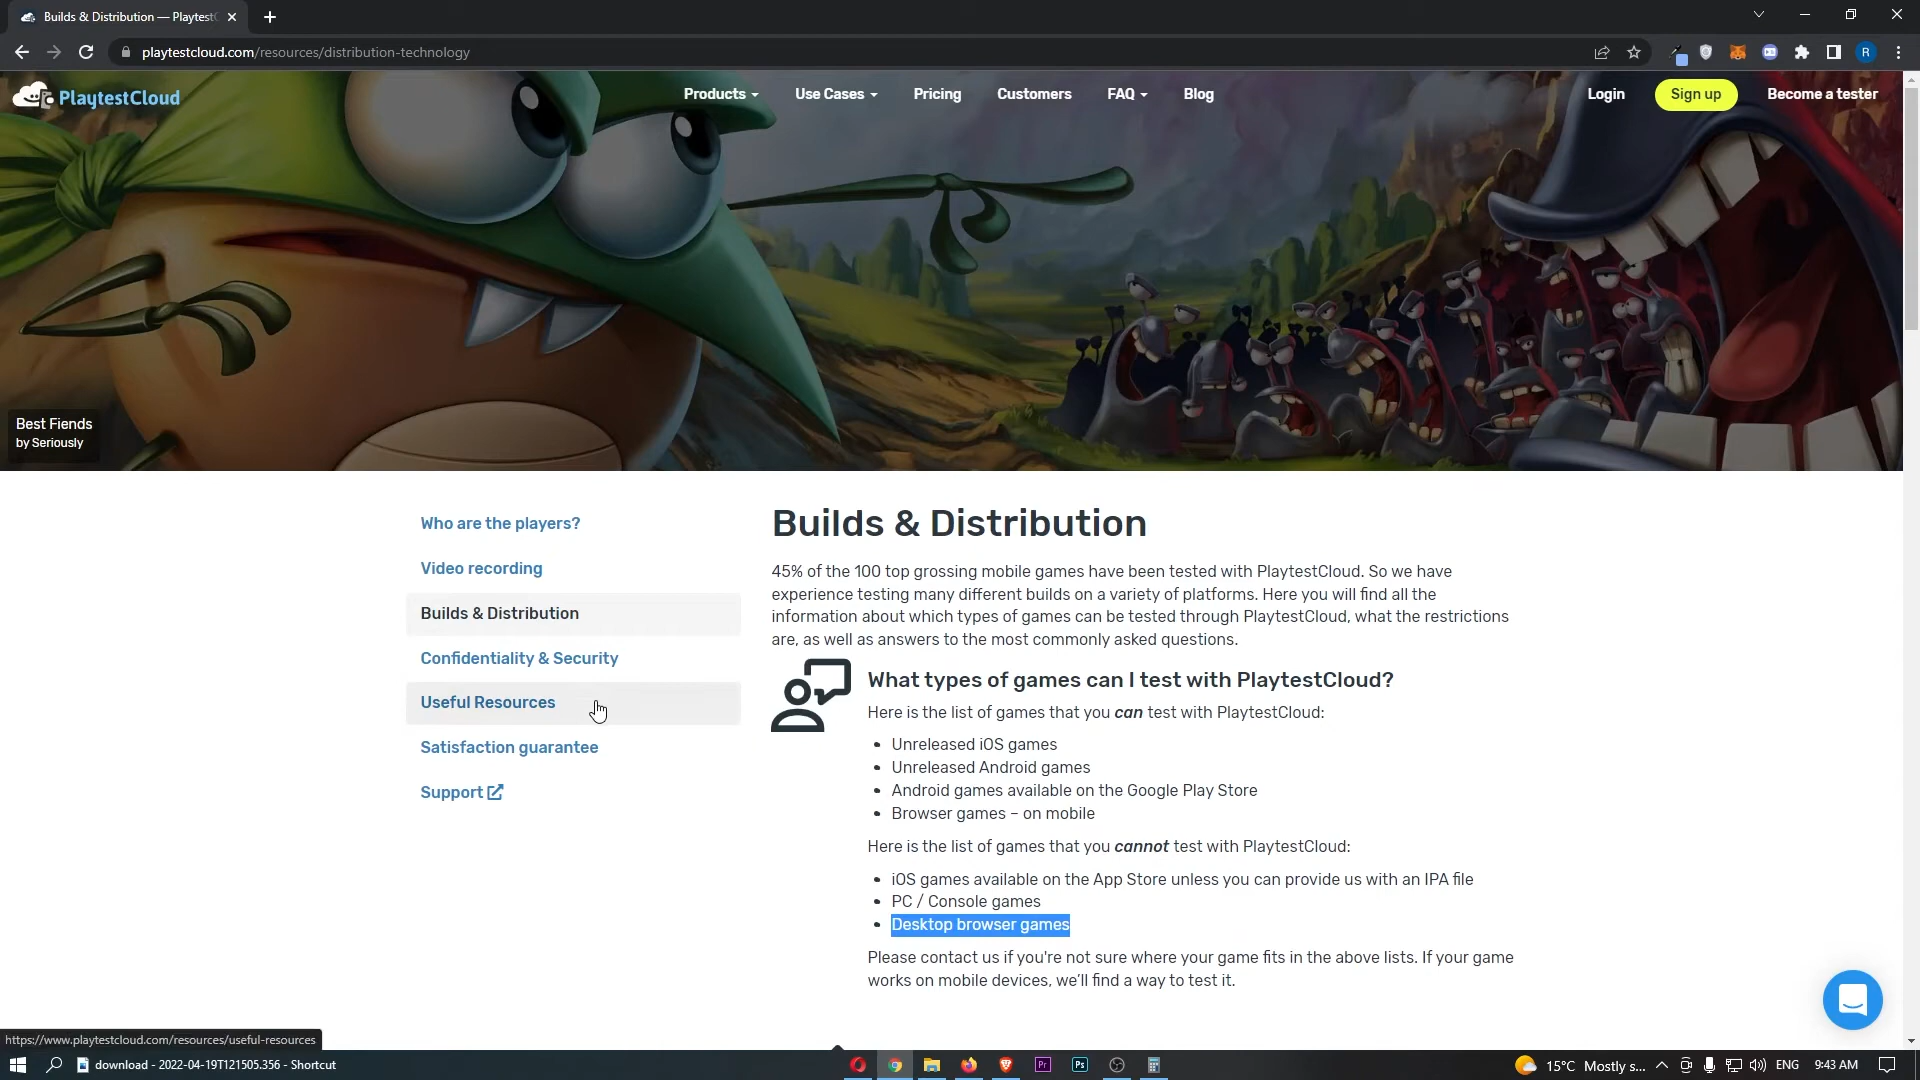 Builds & Distribution — Playtest
playtestcloud.com/resources/distribution-technology
R
PlaytestCloud
Products
Use Cases
Pricing
Customers
FAQ
Blog
Login
Sign up
Become a tester
Best Fiends
by Seriously
Who are the players?
Video recording
Builds & Distribution
Confidentiality & Security
Useful Resources
Satisfaction guarantee
Support
Builds & Distribution
45% of the 100 top grossing mobile games have been tested with PlaytestCloud. So we have
experience testing many different builds on a variety of platforms. Here you will find all the
information about which types of games can be tested through PlaytestCloud, what the restrictions
are, as well as answers to the most commonly asked questions.
What types of games can I test with PlaytestCloud?
Here is the list of games that you can test with PlaytestCloud:
• Unreleased iOS games
• Unreleased Android games
• Android games available on the Google Play Store
• Browser games – on mobile
Here is the list of games that you cannot test with PlaytestCloud:
• iOS games available on the App Store unless you can provide us with an IPA file
• PC / Console games
• Desktop browser games
Please contact us if you're not sure where your game fits in the above lists. If your game
works on mobile devices, we'll find a way to test it.
https://www.playtestcloud.com/resources/useful-resources
download - 2022-04-19T121505.356 - Shortcut
Pr
Ps
15°C Mostly s...
ENG
9:43 AM